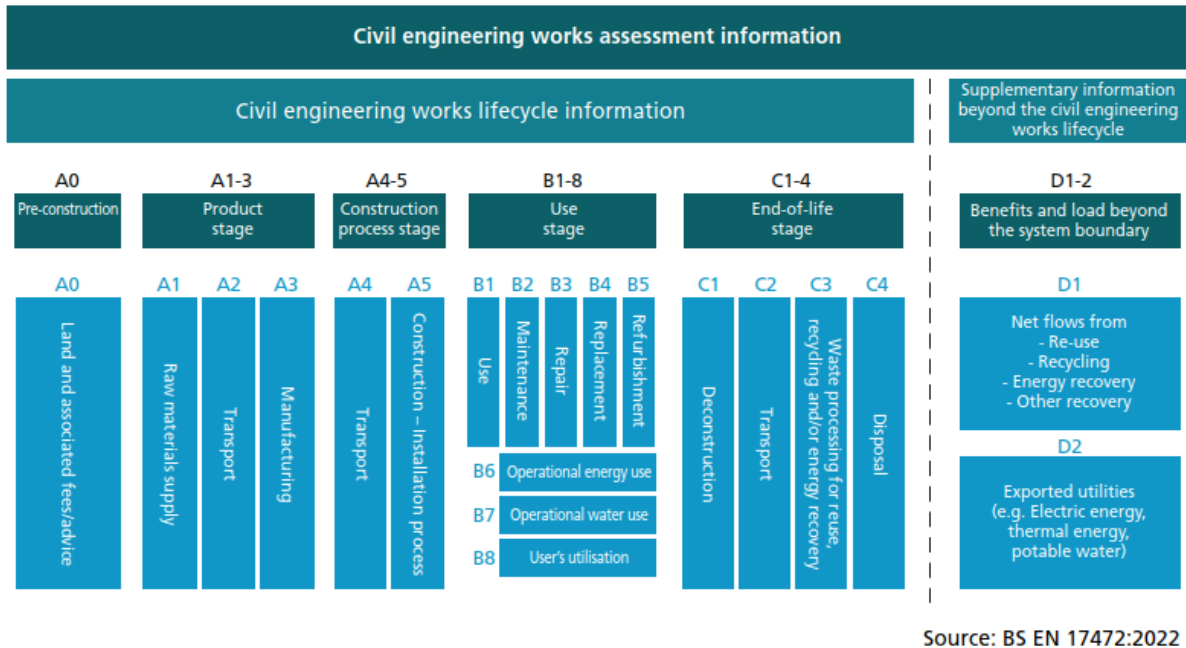 Civil engineering works assessment information
Civil engineering works lifecycle information
Supplementary information
beyond the civil engineering
works lifecycle
A0
Pre-construction
A1-3
Product
stage
A4-5
Construction
process stage
B1-8
Use
stage
C1-4
End-of-life
stage
D1-2
Benefits and load beyond
the system boundary
A0
Land and associated fees/advice
A1
Raw materials supply
A2
Transport
A3
Manufacturing
A4
Transport
A5
Construction – Installation process
B1
Use
B2
Maintenance
B3
Repair
B4
Replacement
B5
Refurbishment
B6
Operational energy use
B7
Operational water use
B8
User's utilisation
C1
Deconstruction
C2
Transport
C3
Waste processing for reuse,
recycling and/or energy recovery
C4
Disposal
D1
Net flows from
- Re-use
- Recycling
- Energy recovery
- Other recovery
D2
Exported utilities
(e.g. Electric energy,
thermal energy,
potable water)
Source: BS EN 17472:2022